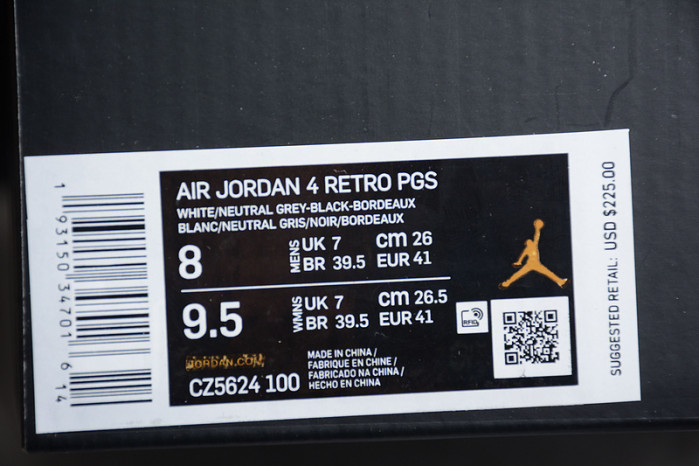 AIR JORDAN 4 RETRO PGS
WHITE/NEUTRAL GREY-BLACK-BORDEAUX
BLANC/NEUTRAL GRIS/NOIR/BORDEAUX
8
MENS
UK 7 cm 26
BR 39.5 EUR 41
9.5
WMNS
UK 7 cm 26.5
BR 39.5 EUR 41
RFID
JORDAN.COM
CZ5624 100
MADE IN CHINA /
FABRIQUE EN CHINE /
FABRICADO NA CHINA /
HECHO EN CHINA
1 93150 34701 6 14
SUGGESTED RETAIL: USD $225.00